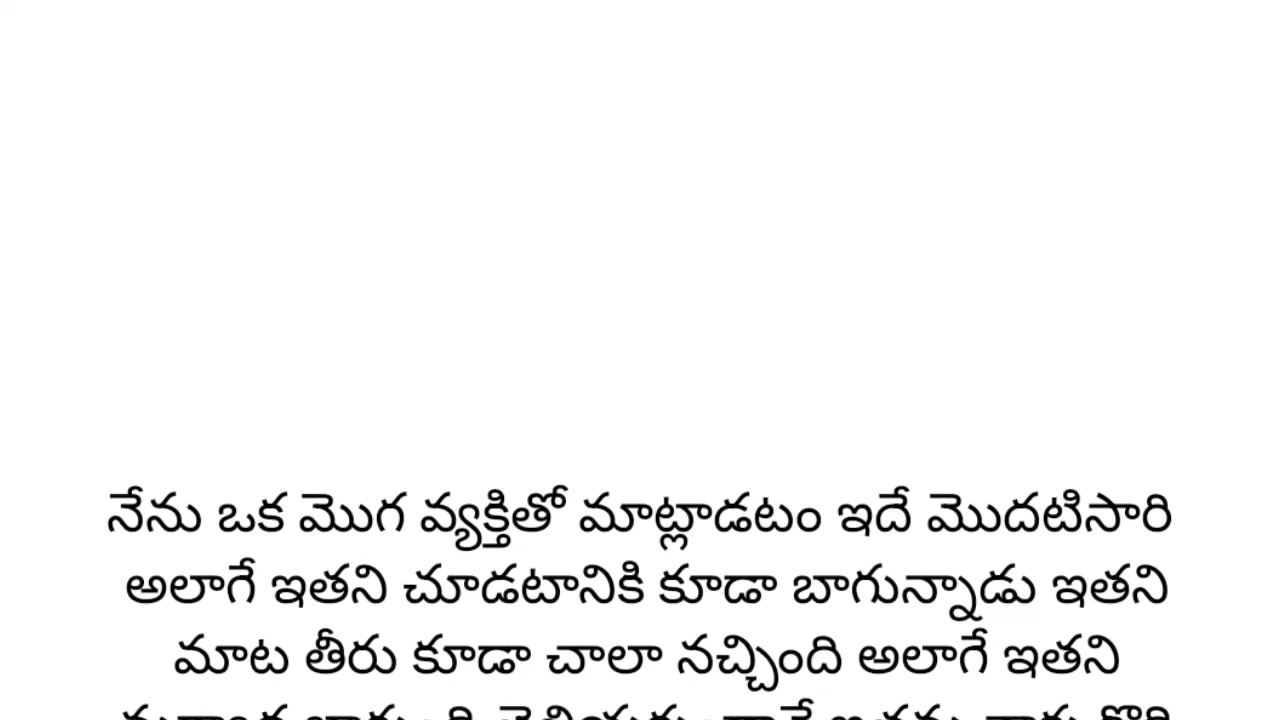 నేను ఒక మొగ వ్యక్తితో మాట్లాడటం ఇదే మొదటిసారి
అలాగే ఇతని చూడటానికి కూడా బాగున్నాడు ఇతని
మాట తీరు కూడా చాలా నచ్చింది అలాగే ఇతని